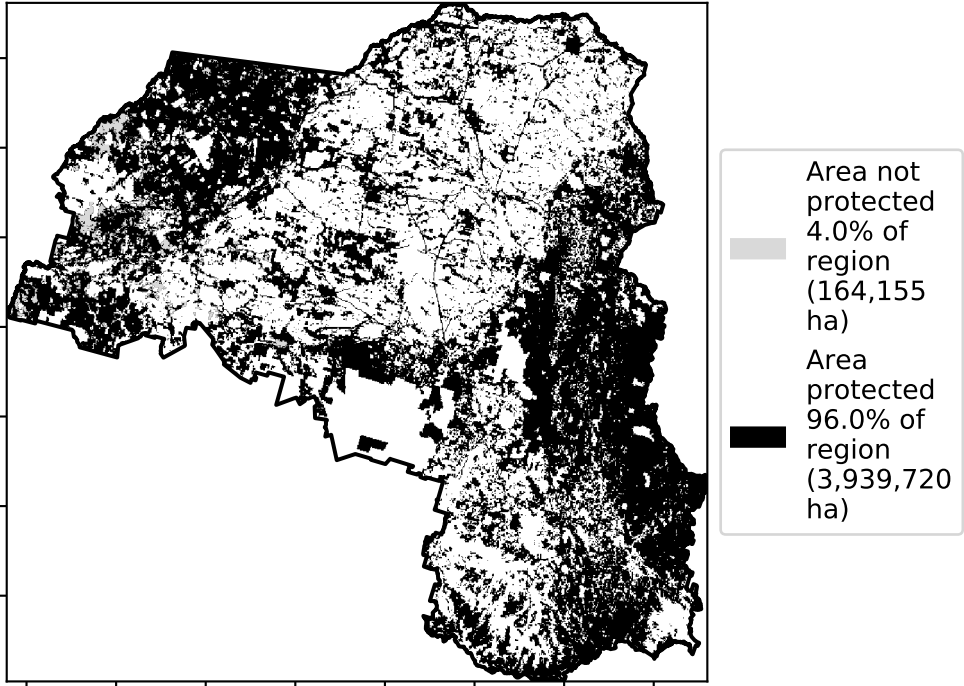 Area not
protected
4.0% of
region
(164,155
ha)
Area
protected
96.0% of
region
(3,939,720
ha)